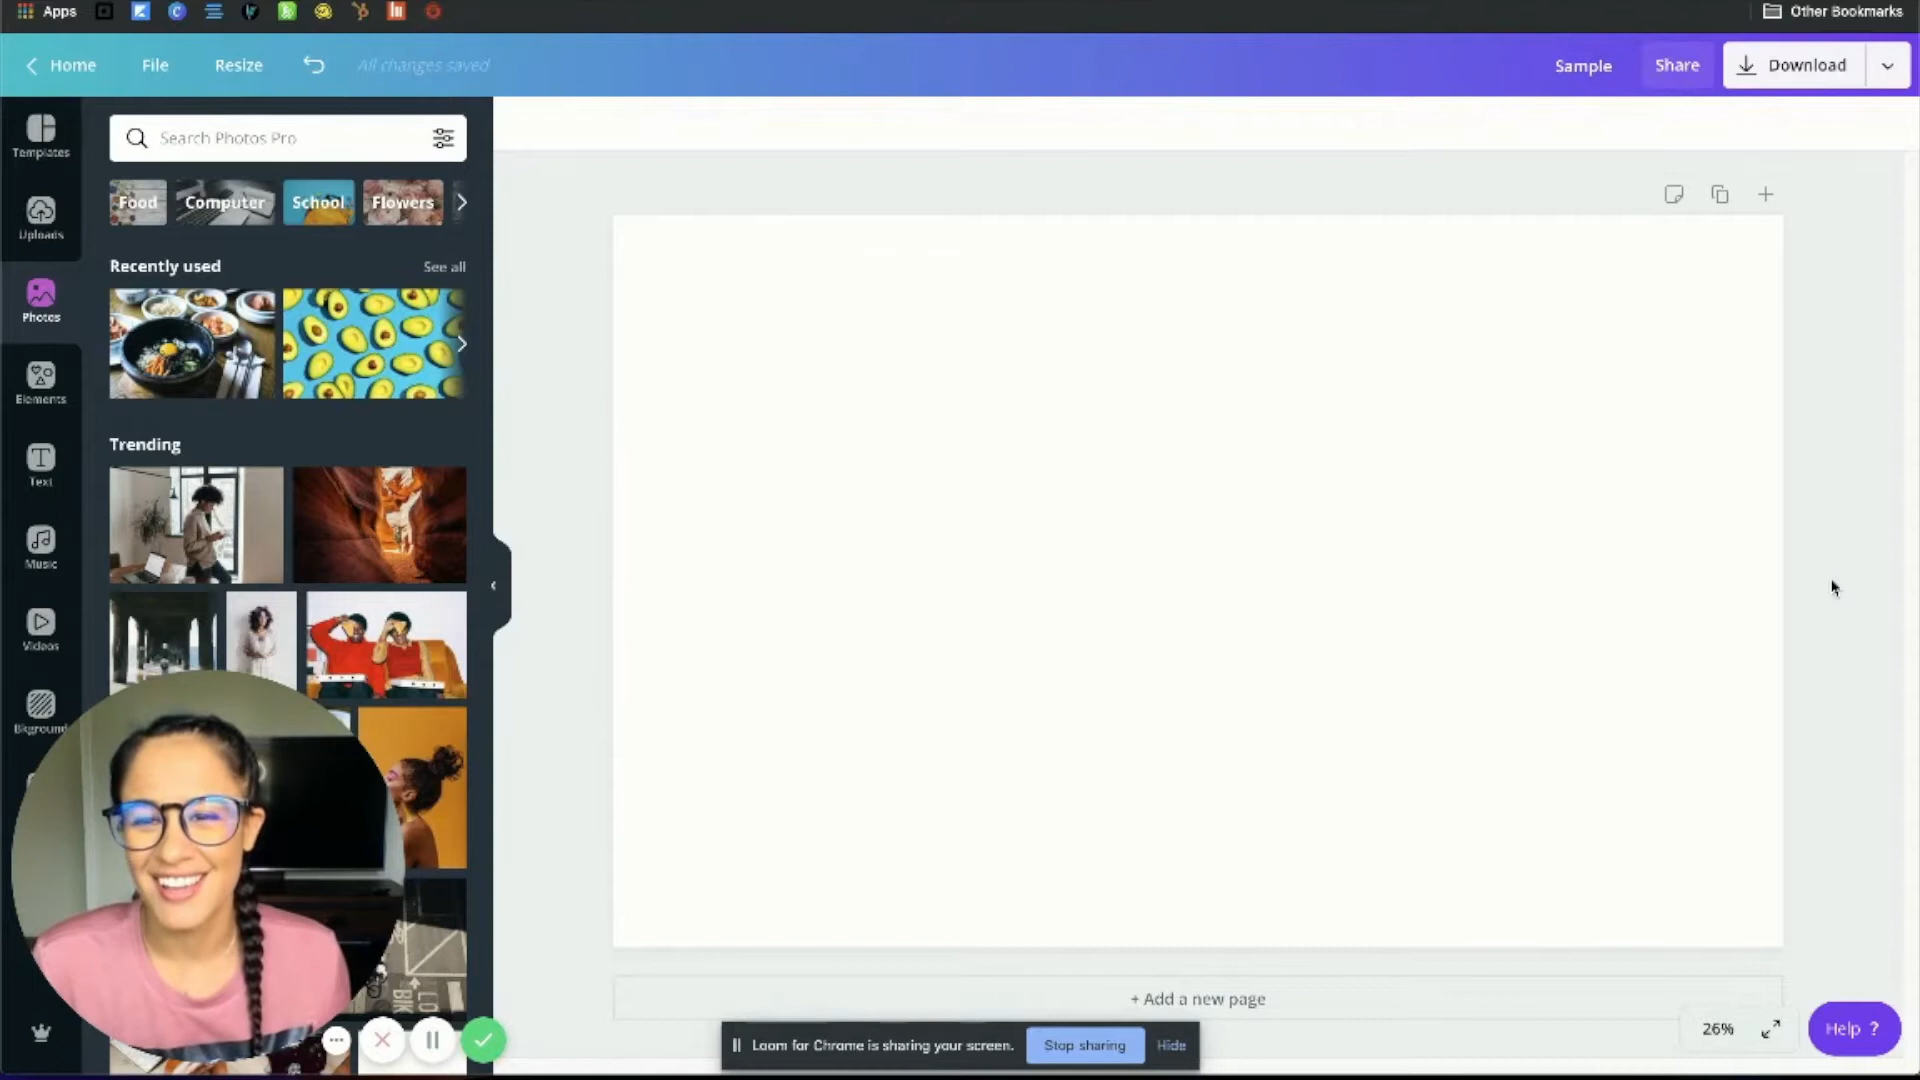 Apps
Other Bookmarks
Home
File
Resize
All changes saved
Sample
Share
Download
Templates
Uploads
Photos
Elements
Text
Music
Videos
Bkground
Search Photos Pro
Food
Computer
School
Flowers
Recently used
See all
Trending
+ Add a new page
Loom for Chrome is sharing your screen.
Stop sharing
Hide
26%
Help ?